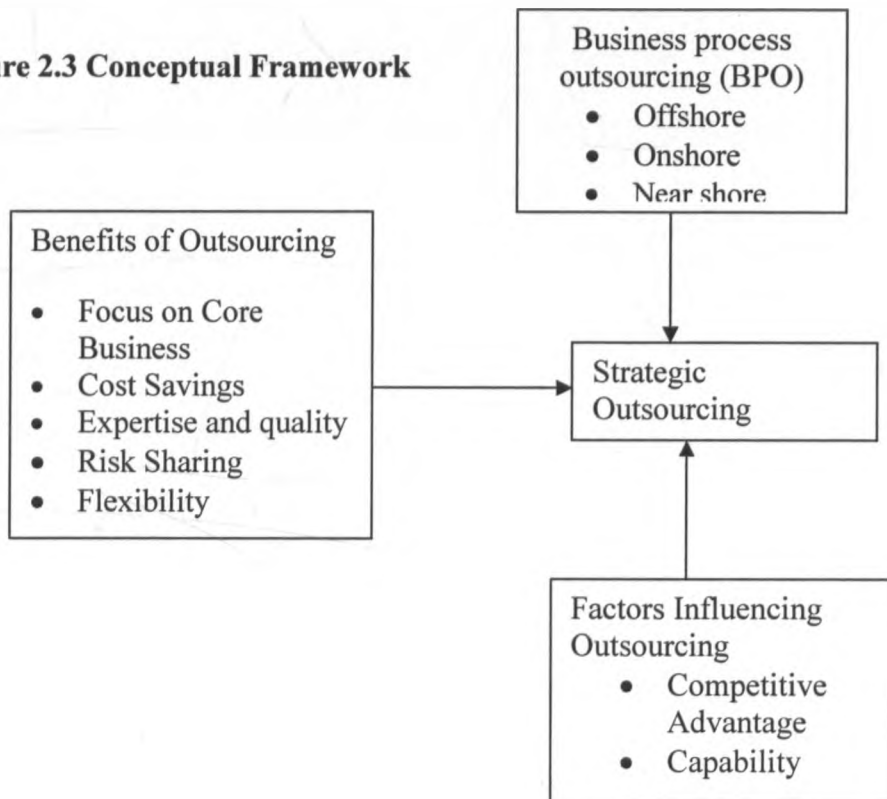 re 2.3 Conceptual Framework
Business process
outsourcing (BPO)
• Offshore
• Onshore
• Near shore
Benefits of Outsourcing
• Focus on Core
Business
• Cost Savings
• Expertise and quality
• Risk Sharing
• Flexibility
Strategic
Outsourcing
Factors Influencing
Outsourcing
• Competitive
Advantage
• Capability